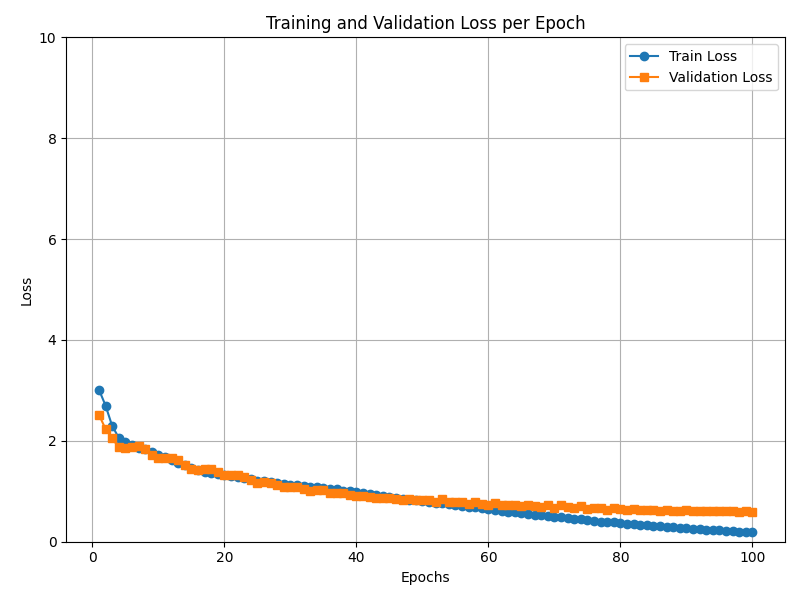 Training and Validation Loss per Epoch
Train Loss
Validation Loss
10
8
6
4
2
0
Loss
0 20 40 60 80 100
Epochs